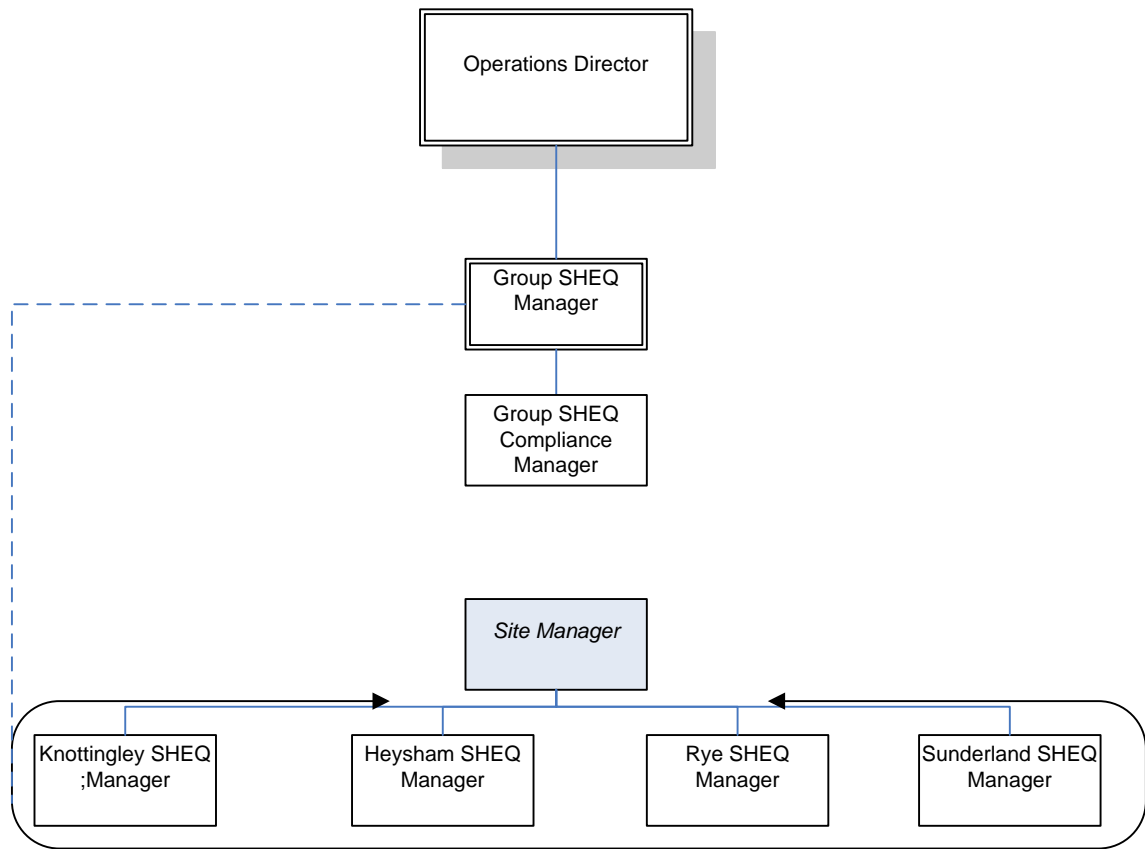 Operations Director
Group SHEQ
Manager
Group SHEQ
Compliance
Manager
Site Manager
Knottingley SHEQ
;Manager
Heysham SHEQ
Manager
Rye SHEQ
Manager
Sunderland SHEQ
Manager